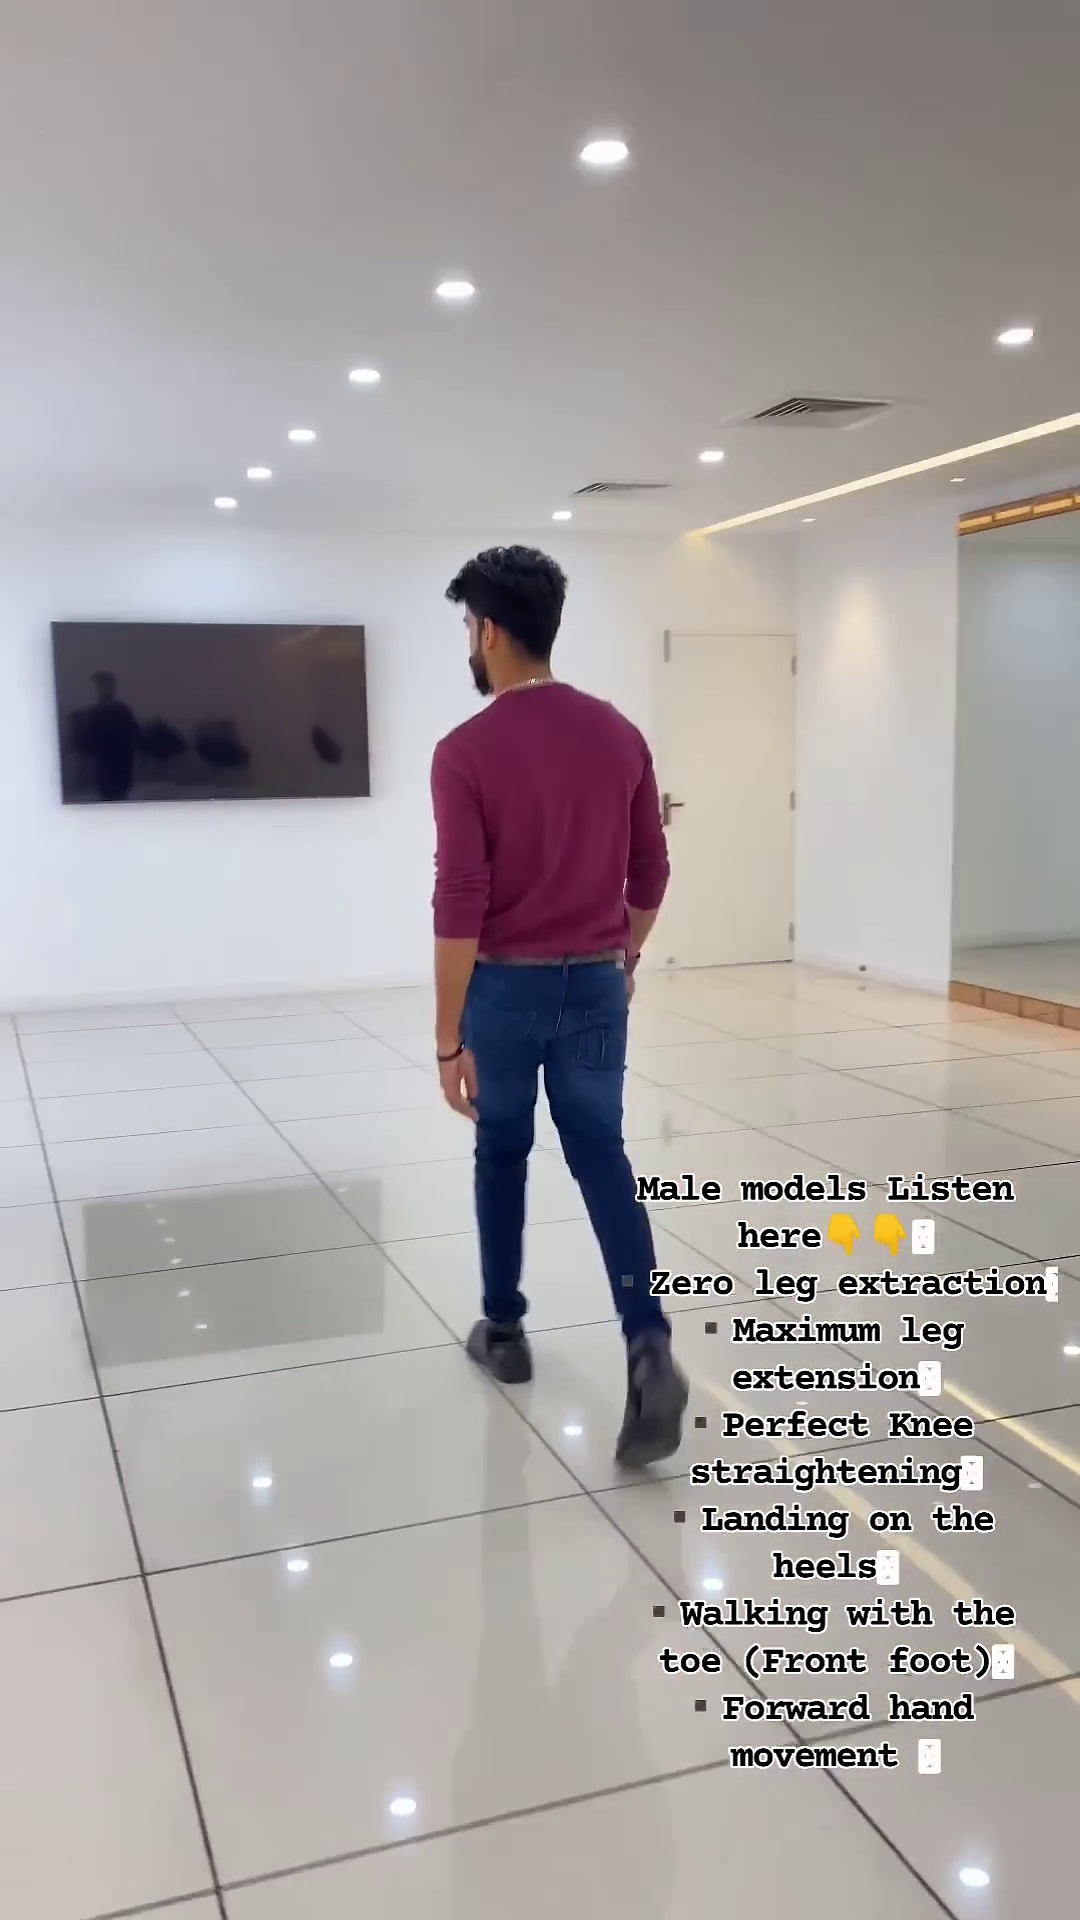 Male models Listen
here👇👇
▪ Zero leg extraction
▪ Maximum leg
extension
▪ Perfect Knee
straightening
▪ Landing on the
heels
▪ Walking with the
toe (Front foot)
▪ Forward hand
movement